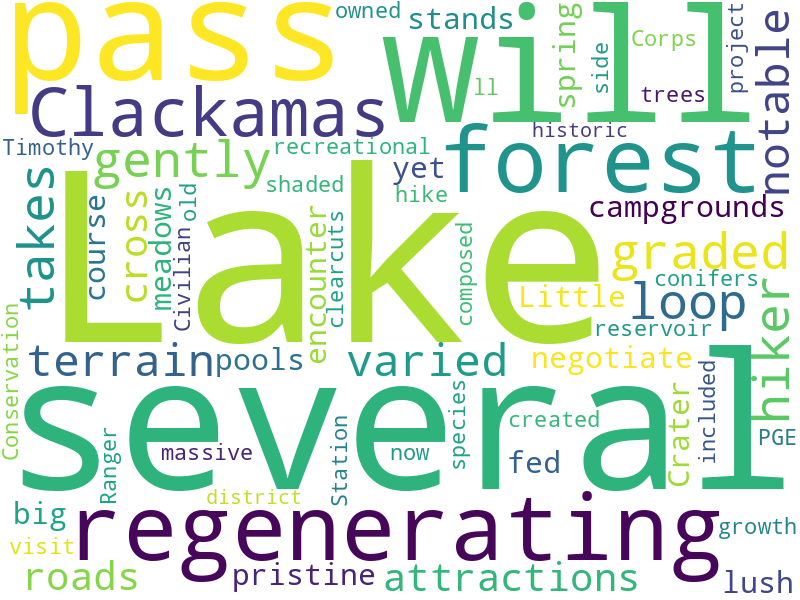 pass
will
owned
stands
Corps
project
spring
side
ll
trees
notable
Clackamas
historic
Timothy
gently
recreational
yet
forest
shaded
hike
takes
course
cross
meadows
old
Civilian
Lake
encounter
clearcuts
composed
campgrounds
graded
conifers
Little
loop
reservoir
hiker
terrain
pools
varied
negotiate
Conservation
several
Crater
included
PGE
species
created
Ranger
massive
Station
now
fed
district
big
regenerating
growth
visit
roads
pristine
attractions
lush